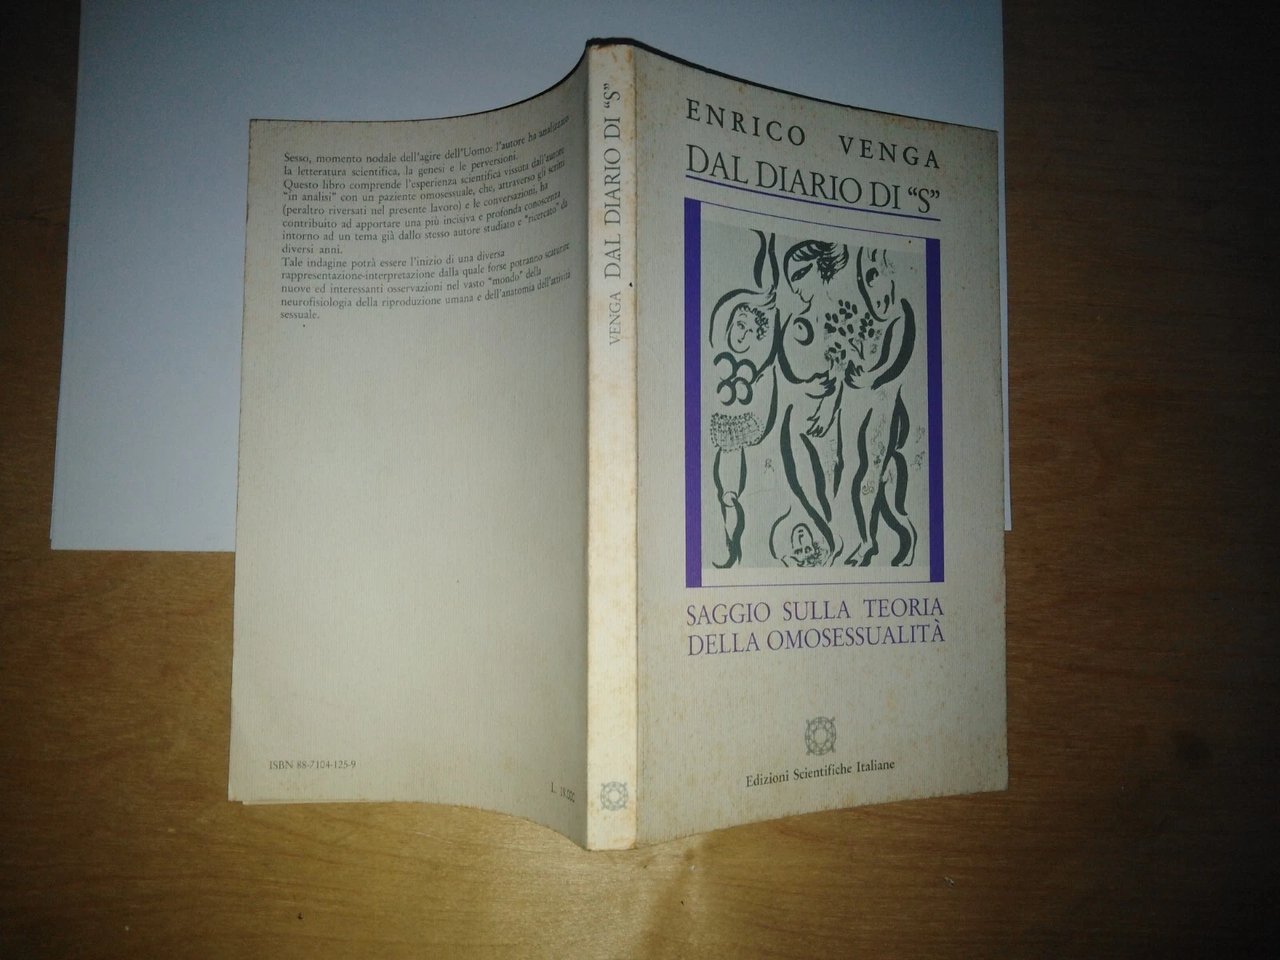 Sesso, momento nodale dell'agire dell'Uomo: l'autore ha analizzato
la letteratura scientifica, la genesi e le perversioni.
Questo libro comprende l'esperienza scientifica vissuta dall'autore
"in analisi" con un paziente omosessuale, che, attraverso gli scritti
(peraltro riversati nel presente lavoro) e le conversazioni, ha
contribuito ad apportare una più incisiva e profonda conoscenza
intorno ad un tema già dallo stesso autore studiato e "ricercato" da
diversi anni.
Tale indagine potrà essere l'inizio di una diversa
rappresentazione-interpretazione dalla quale forse potranno scaturire
nuove ed interessanti osservazioni nel vasto "mondo" della
neurofisiologia della riproduzione umana e dell'anatomia dell'attività
sessuale.
ISBN 88-7104-125-9
L. 18.000
VENGA DAL DIARIO DI "S"
ENRICO VENGA
DAL DIARIO DI "S"
SAGGIO SULLA TEORIA
DELLA OMOSESSUALITÀ
Edizioni Scientifiche Italiane